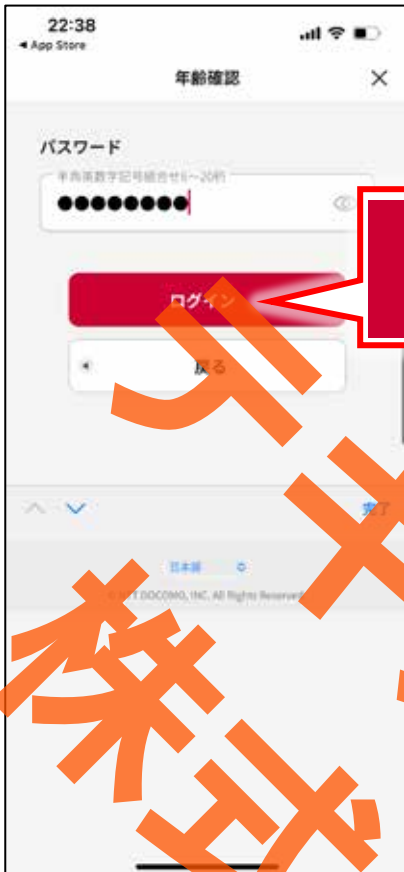 22:38
◀ App Store
年齢確認
パスワード
半角英数字記号組合せ6～20桁
●●●●●●●●
ログイン
戻る
完了
日本語
NTT DOCOMO, INC. All Rights Reserved.
株式